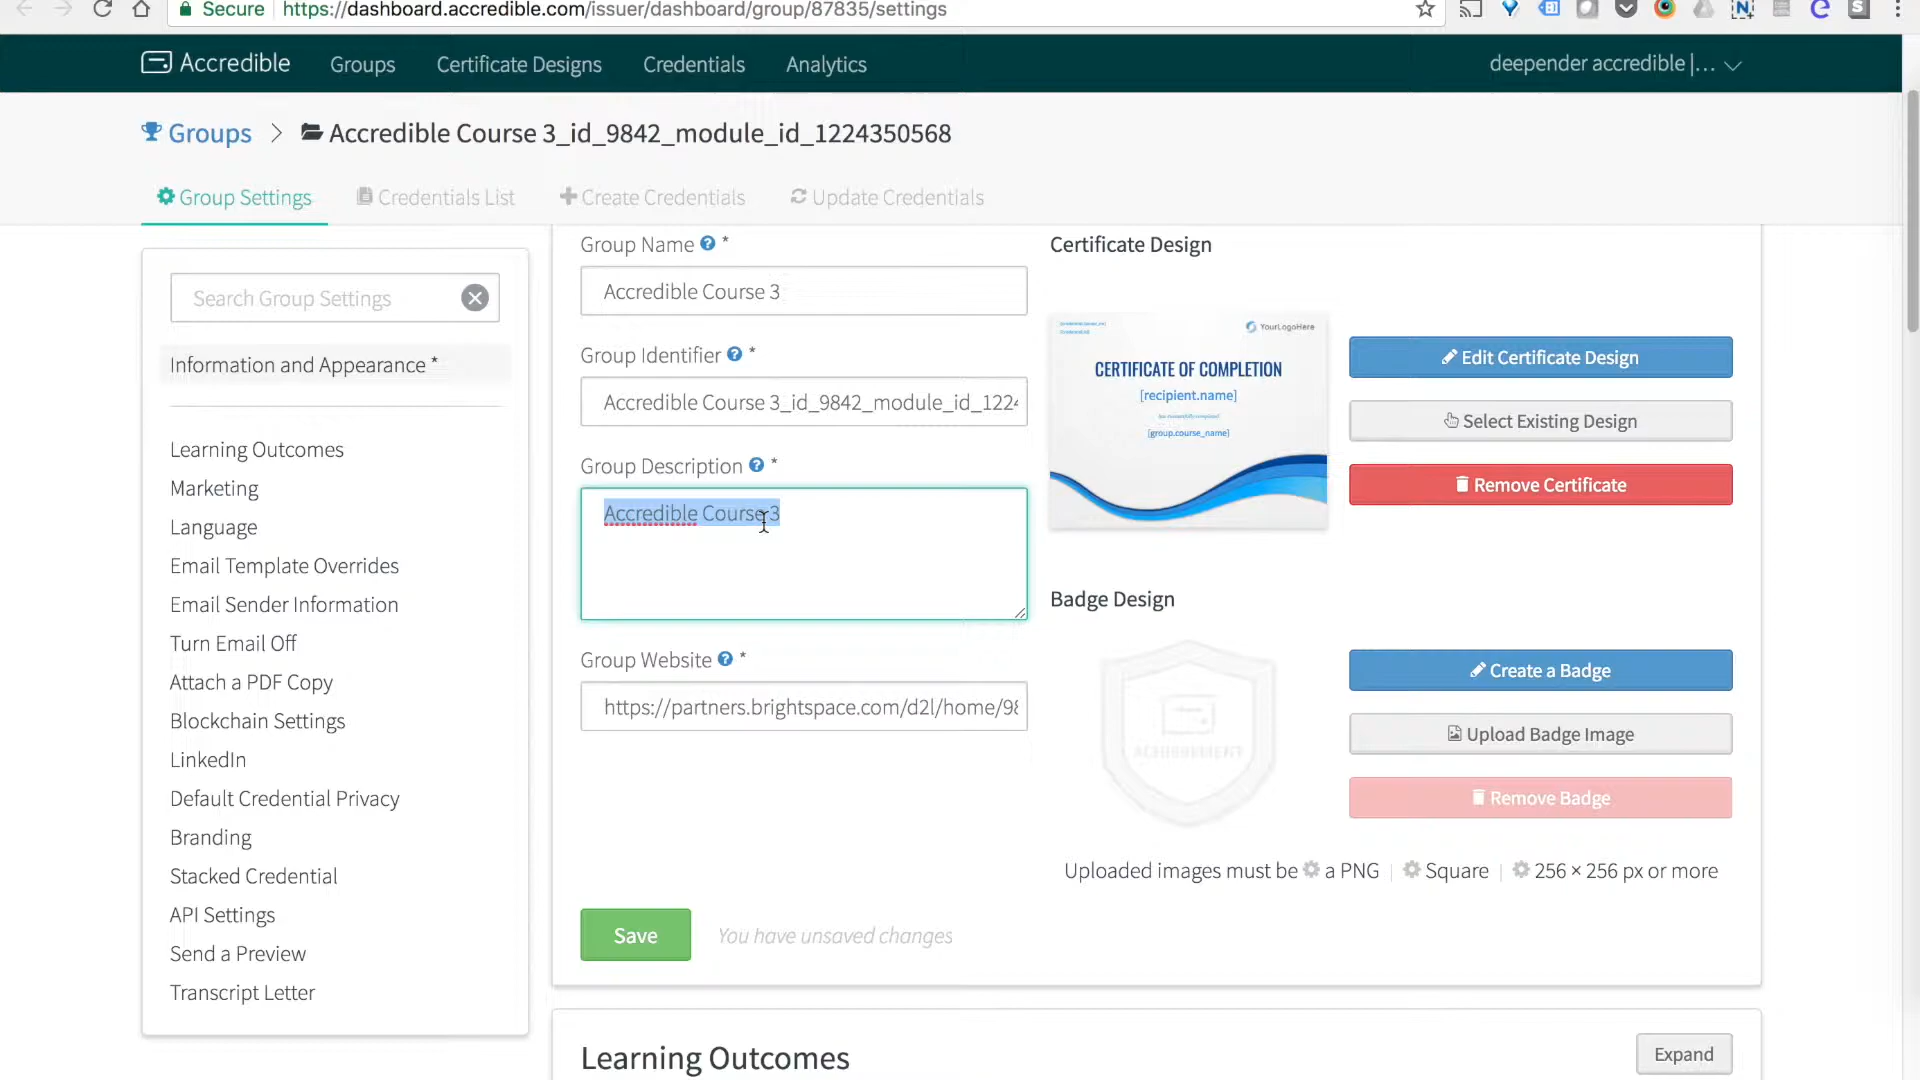 Secure https://dashboard.accredible.com/issuer/dashboard/group/87835/settings
Accredible Groups Certificate Designs Credentials Analytics deepender accredible |...
Groups > Accredible Course 3_id_9842_module_id_1224350568
Group Settings Credentials List Create Credentials Update Credentials
Search Group Settings
Information and Appearance *
Learning Outcomes
Marketing
Language
Email Template Overrides
Email Sender Information
Turn Email Off
Attach a PDF Copy
Blockchain Settings
LinkedIn
Default Credential Privacy
Branding
Stacked Credential
API Settings
Send a Preview
Transcript Letter
Group Name ? *
Accredible Course 3
Group Identifier ? *
Accredible Course 3_id_9842_module_id_1224
Group Description ? *
Accredible Course 3
Group Website ? *
https://partners.brightspace.com/d2l/home/98
Save You have unsaved changes
Certificate Design
YourLogoHere
CERTIFICATE OF COMPLETION
[recipient.name]
has successfully completed
[group.course_name]
Edit Certificate Design
Select Existing Design
Remove Certificate
Badge Design
ACHIEVEMENT
Create a Badge
Upload Badge Image
Remove Badge
Uploaded images must be a PNG | Square | 256 × 256 px or more
Learning Outcomes
Expand